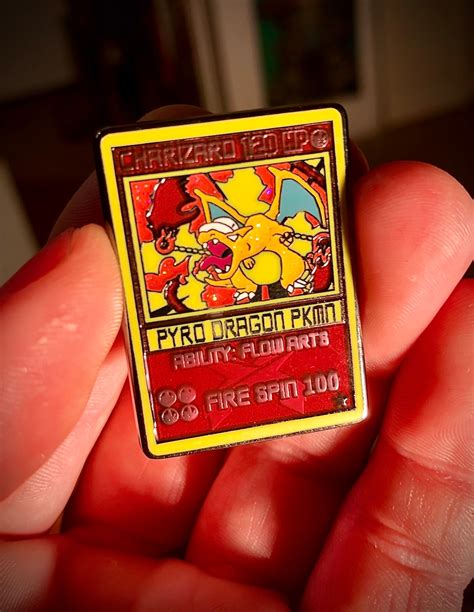 CHARIZARD 120 HP
PYRO DRAGON PKMN
ABILITY: FLOW ARTS
FIRE SPIN 100